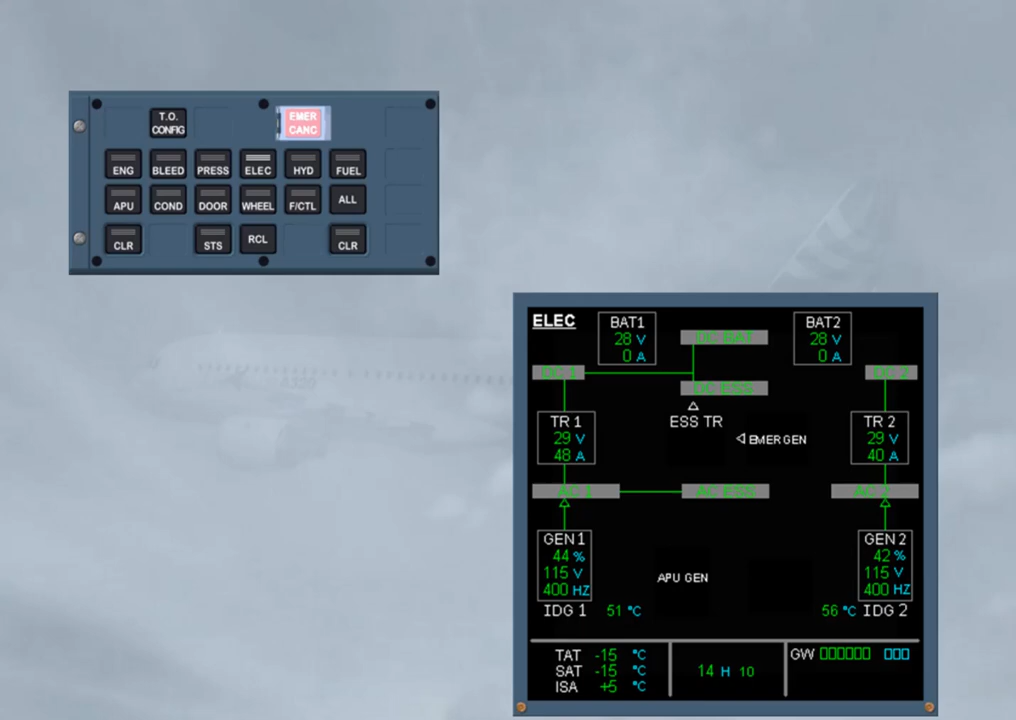 T.O.
CONFIG
EMER
CANC
ENG BLEED PRESS ELEC HYD FUEL
APU COND DOOR WHEEL F/CTL ALL
CLR STS RCL CLR
ELEC
BAT1
28 V
0 A
DC BAT
BAT2
28 V
0 A
DC 1
DC 2
DC ESS
ESS TR
TR 1
29 V
48 A
EMER GEN
TR 2
29 V
40 A
AC 1 AC ESS AC 2
GEN 1
44 %
115 V
400 HZ
APU GEN
GEN 2
42 %
115 V
400 HZ
IDG 1 51 °C
56 °C IDG 2
TAT -15 °C
SAT -15 °C
ISA +5 °C
14 H 10
GW